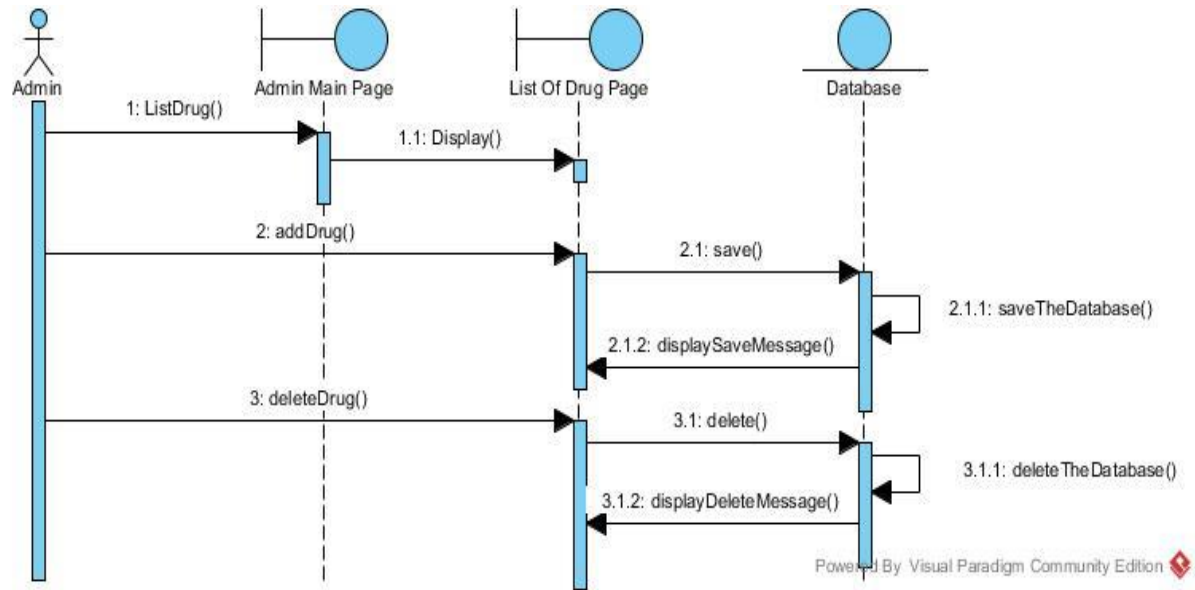 Admin
Admin Main Page
List Of Drug Page
Database
1: ListDrug()
1.1: Display()
2: addDrug()
2.1: save()
2.1.1: saveTheDatabase()
2.1.2: displaySaveMessage()
3: deleteDrug()
3.1: delete()
3.1.1: deleteTheDatabase()
3.1.2: displayDeleteMessage()
Powered By Visual Paradigm Community Edition